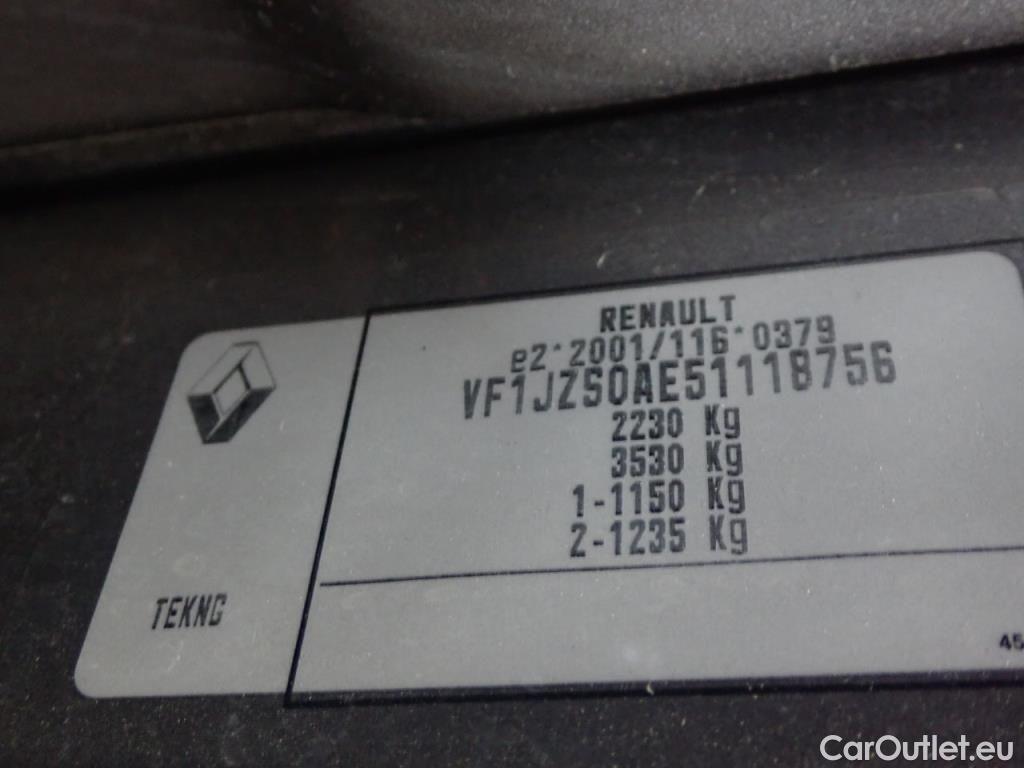 RENAULT
e2*2001/116*0379
VF1JZS0AE51118756
2230 Kg
3530 Kg
1-1150 Kg
2-1235 Kg
TEKNG
45
CarOutlet.eu